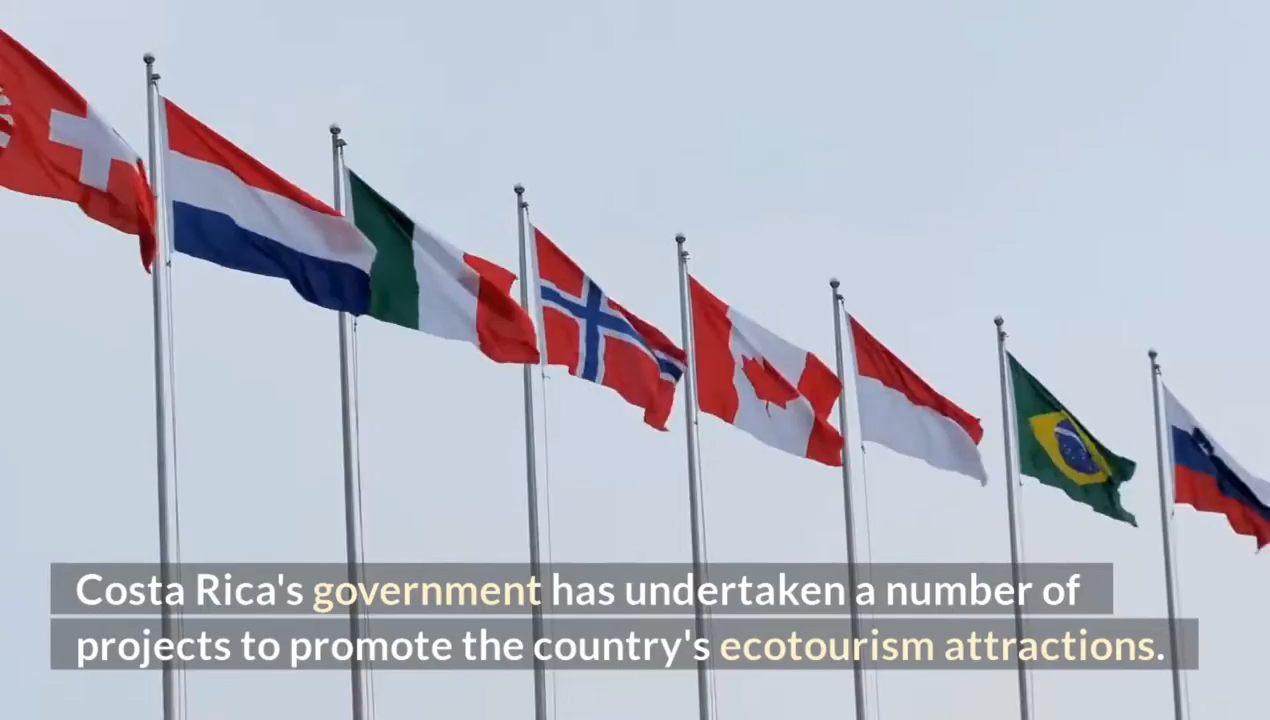 Costa Rica's government has undertaken a number of
projects to promote the country's ecotourism attractions.